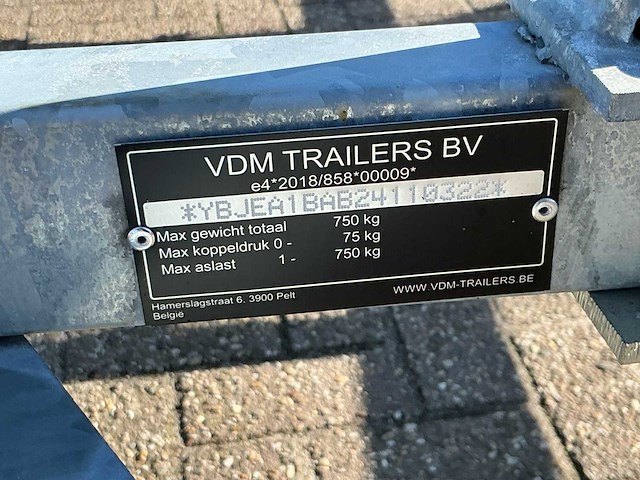 VDM TRAILERS BV
e4*2018/858*00009*
*YBJEA1BAB24110322*
Max gewicht totaal 750 kg
Max koppeldruk 0 - 75 kg
Max aslast 1 - 750 kg
Hamerslagstraat 6, 3900 Pelt WWW.VDM-TRAILERS.BE
België